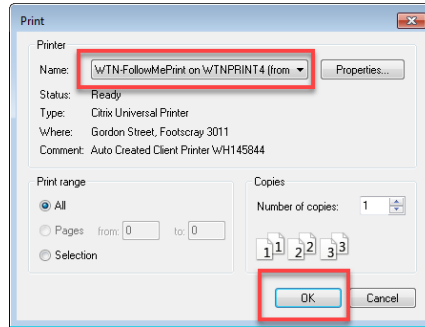 Print
Printer
Name: WTN-FollowMePrint on WTNPRINT4 (from Properties...
Status: Ready
Type: Citrix Universal Printer
Where: Gordon Street, Footscray 3011
Comment: Auto Created Client Printer WH145844
Print range
All
Pages from: 0 to: 0
Selection
Copies
Number of copies: 1
1 1 2 2 3 3
OK Cancel